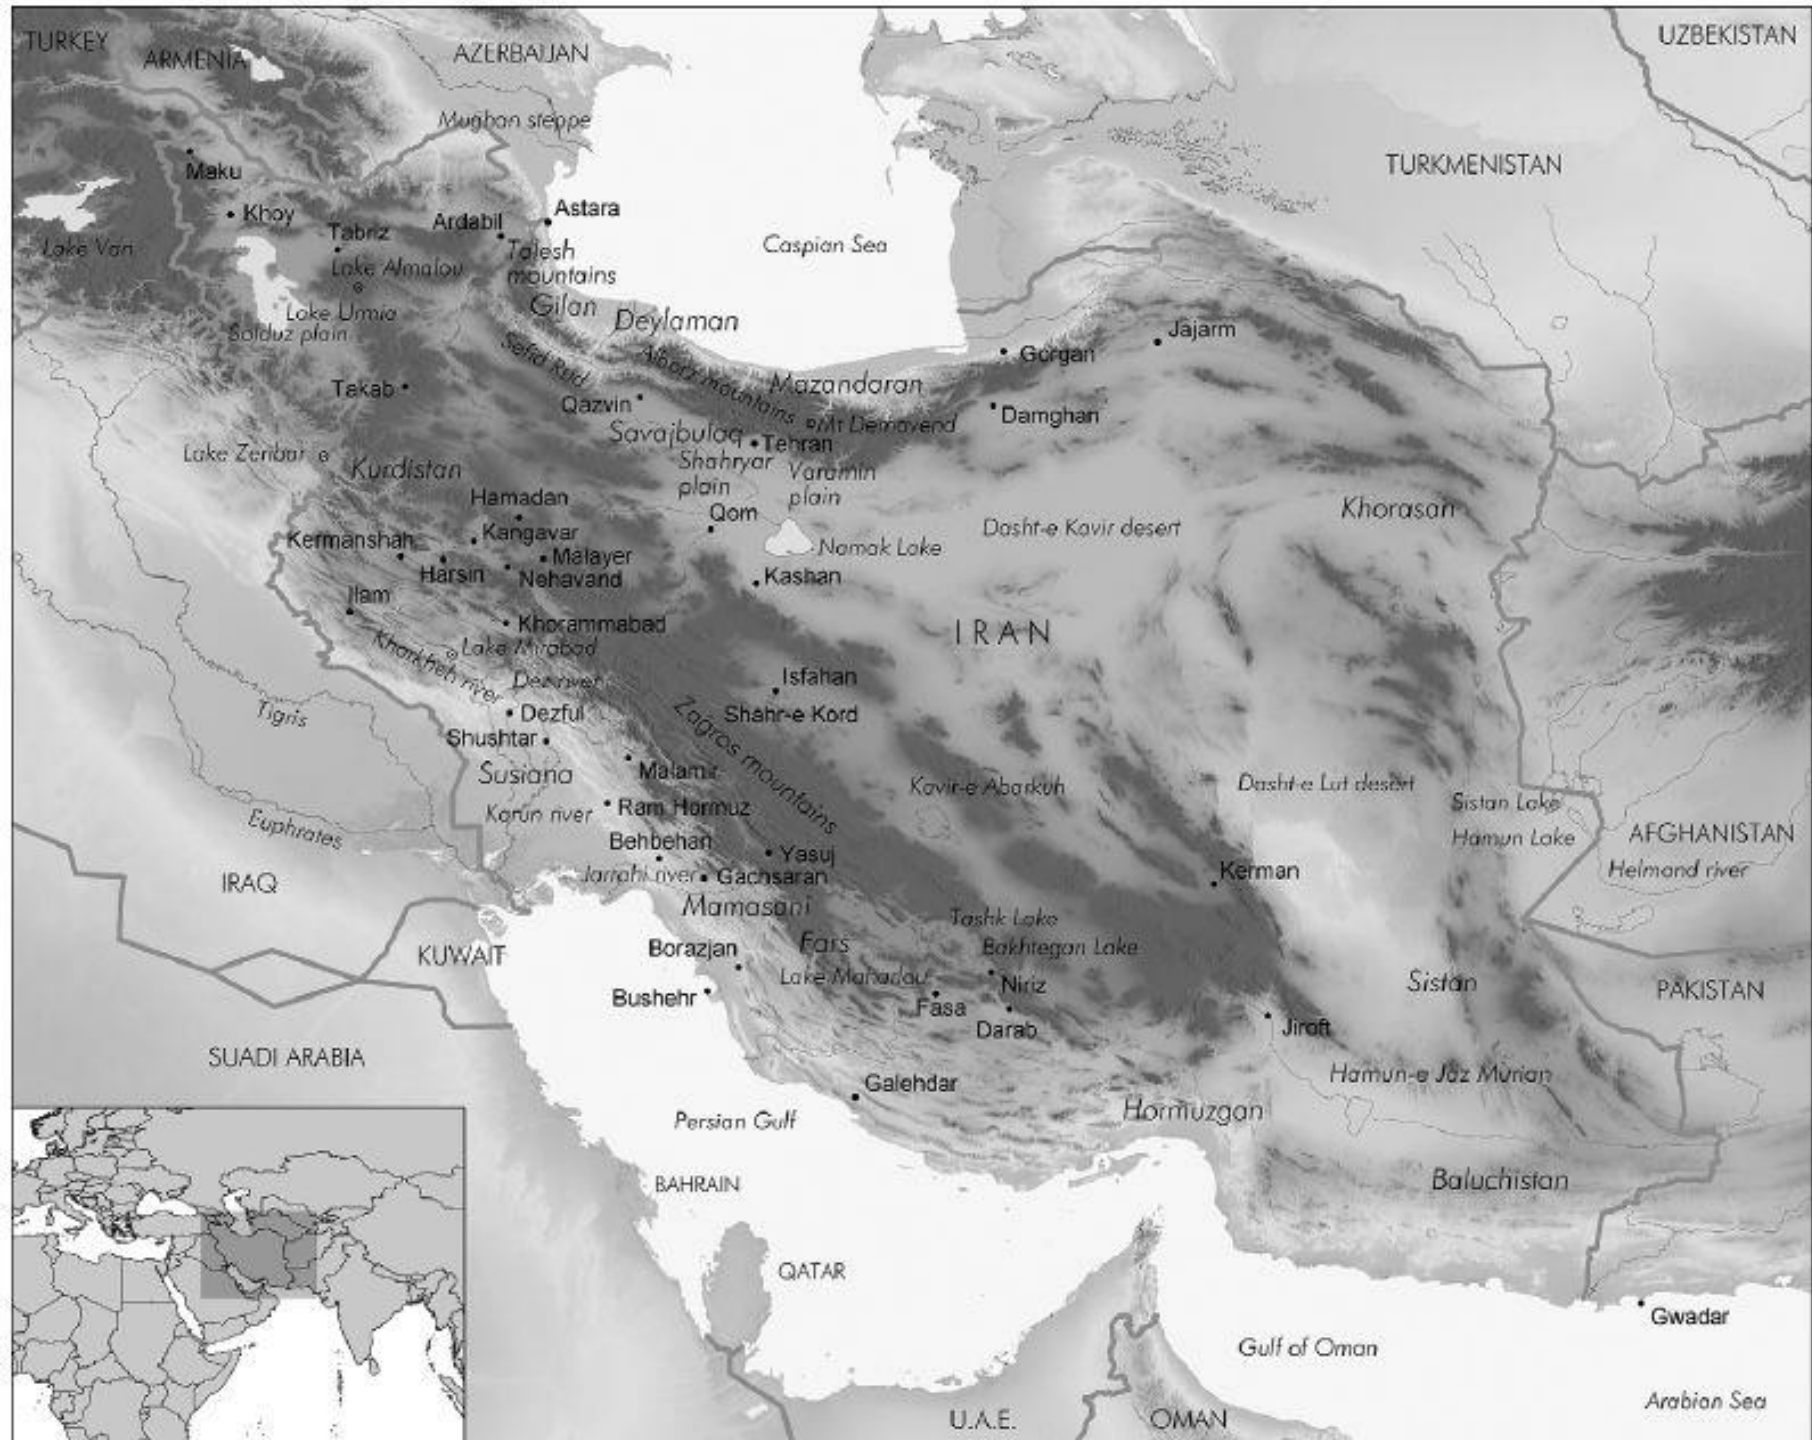 TURKEY
ARMENIA
AZERBAIJAN
UZBEKISTAN
Mughan steppe
TURKMENISTAN
Maku
Khoy
Astara
Ardabil
Tabriz
Lake Van
Caspian Sea
Talesh
mountains
Lake Almalou
Gilan
Lake Urmia
Deylaman
Solduz plain
Jajarm
Sefid Rud
Gorgan
Alborz mountains
Mazandaran
Takab
Qazvin
Damghan
Mt Demavend
Savajbulaq
Tehran
Lake Zeribar
Kurdistan
Shahryar
plain
Varamin
plain
Hamadan
Qom
Khorasan
Kangavar
Dasht-e Kavir desert
Kermanshah
Namak Lake
Malayer
Harsin
Nehavand
Kashan
Ilam
Khorammabad
IRAN
Kharkheh river
Lake Mirabad
Dez river
Isfahan
Tigris
Dezful
Shahr-e Kord
Zagros mountains
Shushtar
Susiana
Malamir
Kavir-e Abarkuh
Dasht-e Lut desert
Sistan Lake
Karun river
Ram Hormuz
Euphrates
Behbehan
Hamun Lake
AFGHANISTAN
Yasuj
Helmand river
Jarrahi river
Gachsaran
Kerman
IRAQ
Mamasani
Tashk Lake
Fars
Bakhtegan Lake
KUWAIT
Borazjan
Lake Maharlou
Niriz
Sistan
PAKISTAN
Bushehr
Fasa
Darab
Jiroft
SUADI ARABIA
Hamun-e Jaz Murian
Galehdar
Hormuzgan
Persian Gulf
BAHRAIN
Baluchistan
QATAR
Gwadar
Gulf of Oman
Arabian Sea
U.A.E.
OMAN